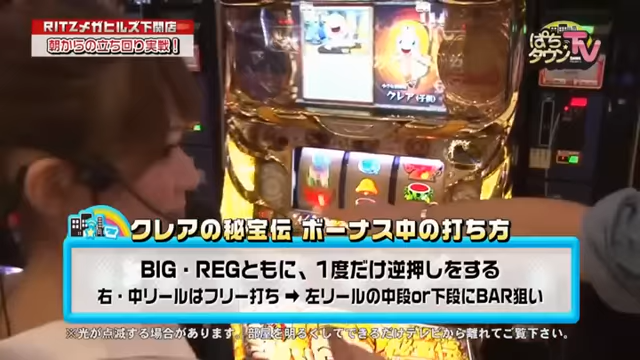 RITZメガヒルズ下関店
朝からの立ち回り実戦!
ぱち
タウンTV
クレア(子供)
クレアの秘宝伝 ボーナス中の打ち方
BIG・REGともに、1度だけ逆押しをする
右・中リールはフリー打ち ➡ 左リールの中段or下段にBAR狙い
※光が点滅する場合があります。部屋を明るくしてできるだけテレビから離れてご覧下さい。